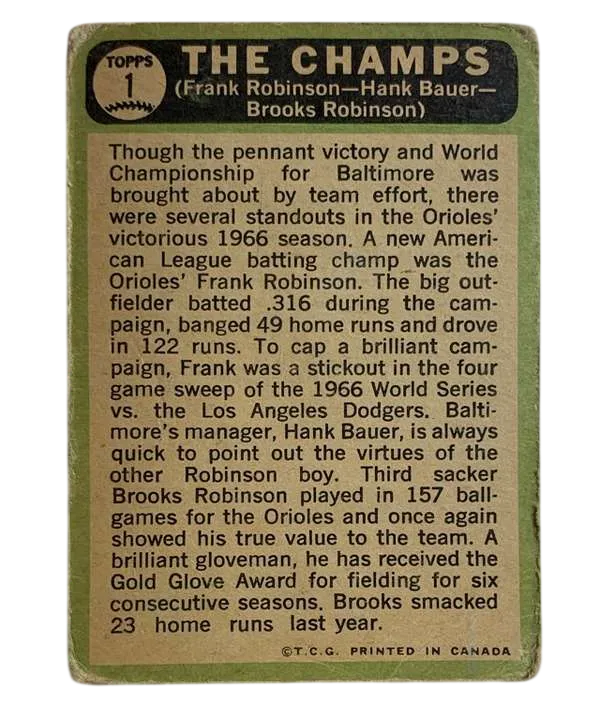 TOPPS
1
THE CHAMPS
(Frank Robinson—Hank Bauer—
Brooks Robinson)
Though the pennant victory and World
Championship for Baltimore was
brought about by team effort, there
were several standouts in the Orioles'
victorious 1966 season. A new Ameri-
can League batting champ was the
Orioles' Frank Robinson. The big out-
fielder batted .316 during the cam-
paign, banged 49 home runs and drove
in 122 runs. To cap a brilliant cam-
paign, Frank was a stickout in the four
game sweep of the 1966 World Series
vs. the Los Angeles Dodgers. Balti-
more's manager, Hank Bauer, is always
quick to point out the virtues of the
other Robinson boy. Third sacker
Brooks Robinson played in 157 ball-
games for the Orioles and once again
showed his true value to the team. A
brilliant gloveman, he has received the
Gold Glove Award for fielding for six
consecutive seasons. Brooks smacked
23 home runs last year.
©T.C.G. PRINTED IN CANADA